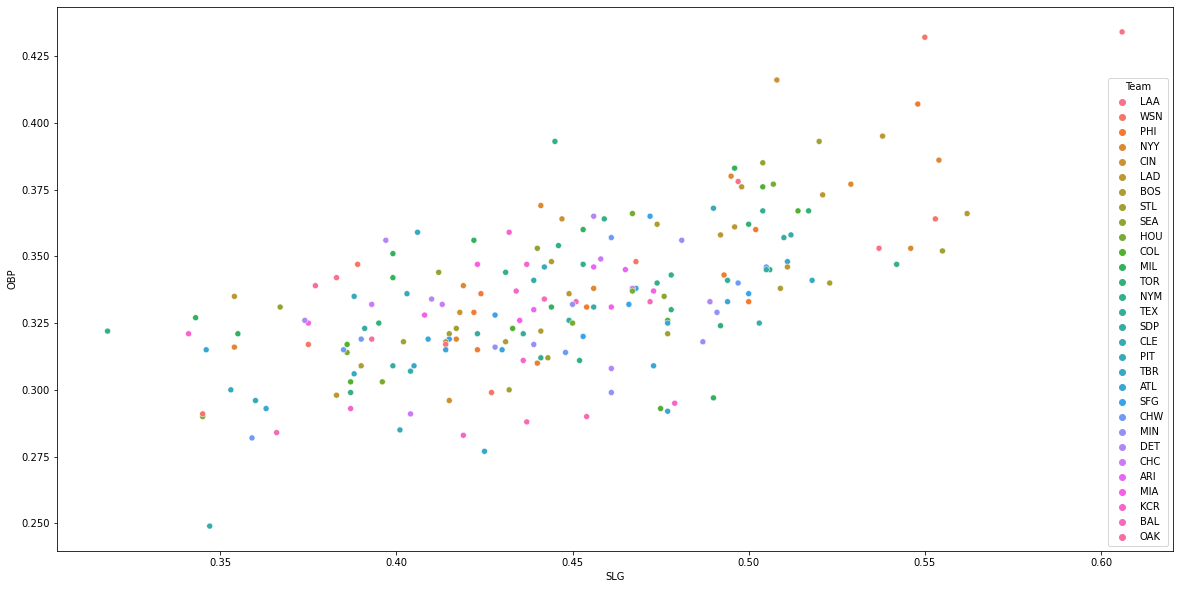 0.425
0.400
0.375
0.350
0.325
0.300
0.275
0.250
OBP
0.35
0.40
0.45
0.50
0.55
0.60
SLG
Team
LAA
WSN
PHI
NYY
CIN
LAD
BOS
STL
SEA
HOU
COL
MIL
TOR
NYM
TEX
SDP
CLE
PIT
TBR
ATL
SFG
CHW
MIN
DET
CHC
ARI
MIA
KCR
BAL
OAK